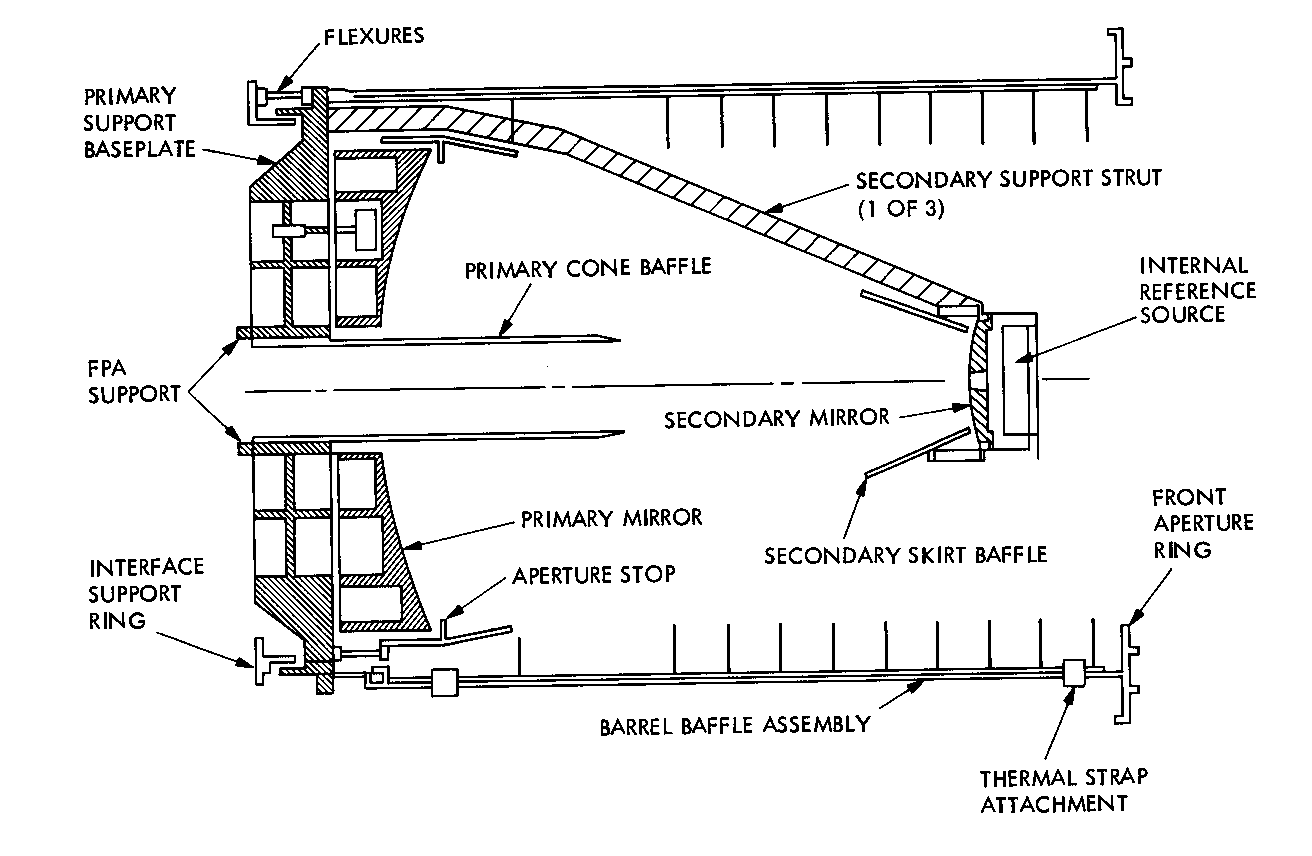 FLEXURES
PRIMARY
SUPPORT
BASEPLATE
SECONDARY SUPPORT STRUT
(1 OF 3)
PRIMARY CONE BAFFLE
INTERNAL
REFERENCE
SOURCE
FPA
SUPPORT
SECONDARY MIRROR
PRIMARY MIRROR
SECONDARY SKIRT BAFFLE
FRONT
APERTURE
RING
INTERFACE
SUPPORT
RING
APERTURE STOP
BARREL BAFFLE ASSEMBLY
THERMAL STRAP
ATTACHMENT